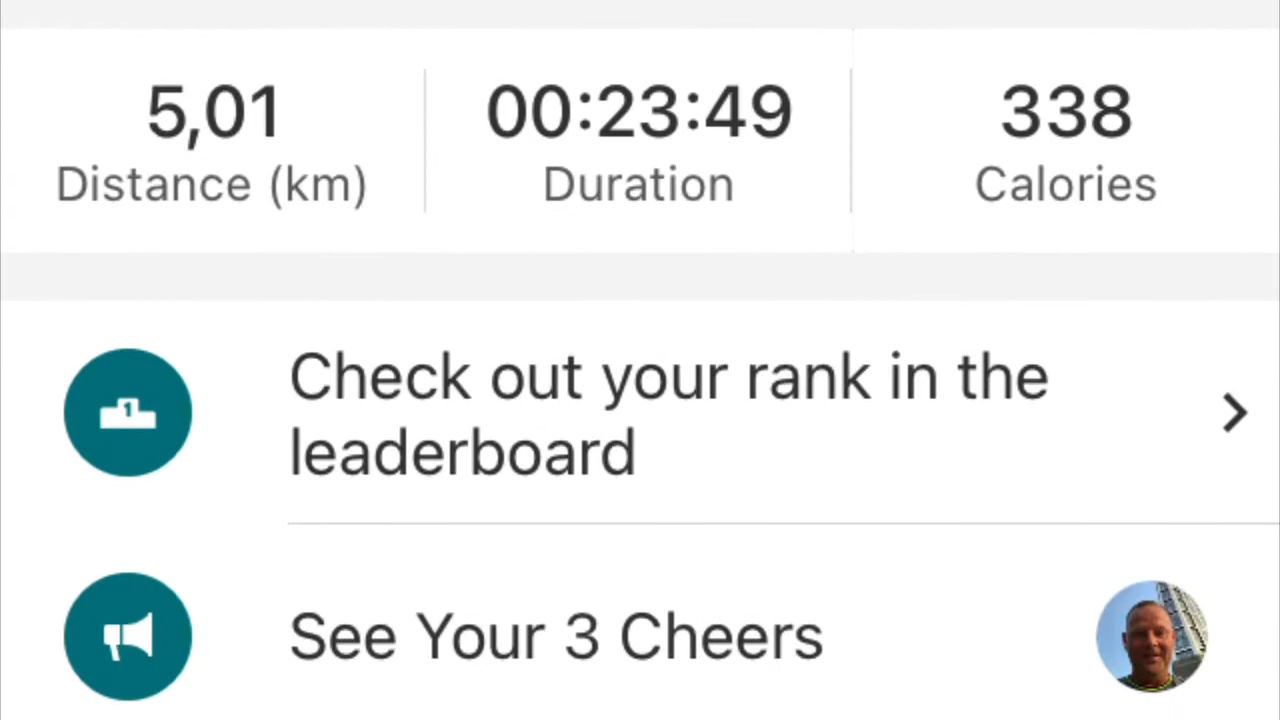 5,01 00:23:49 338
Distance (km) Duration Calories
1
Check out your rank in the
leaderboard
See Your 3 Cheers